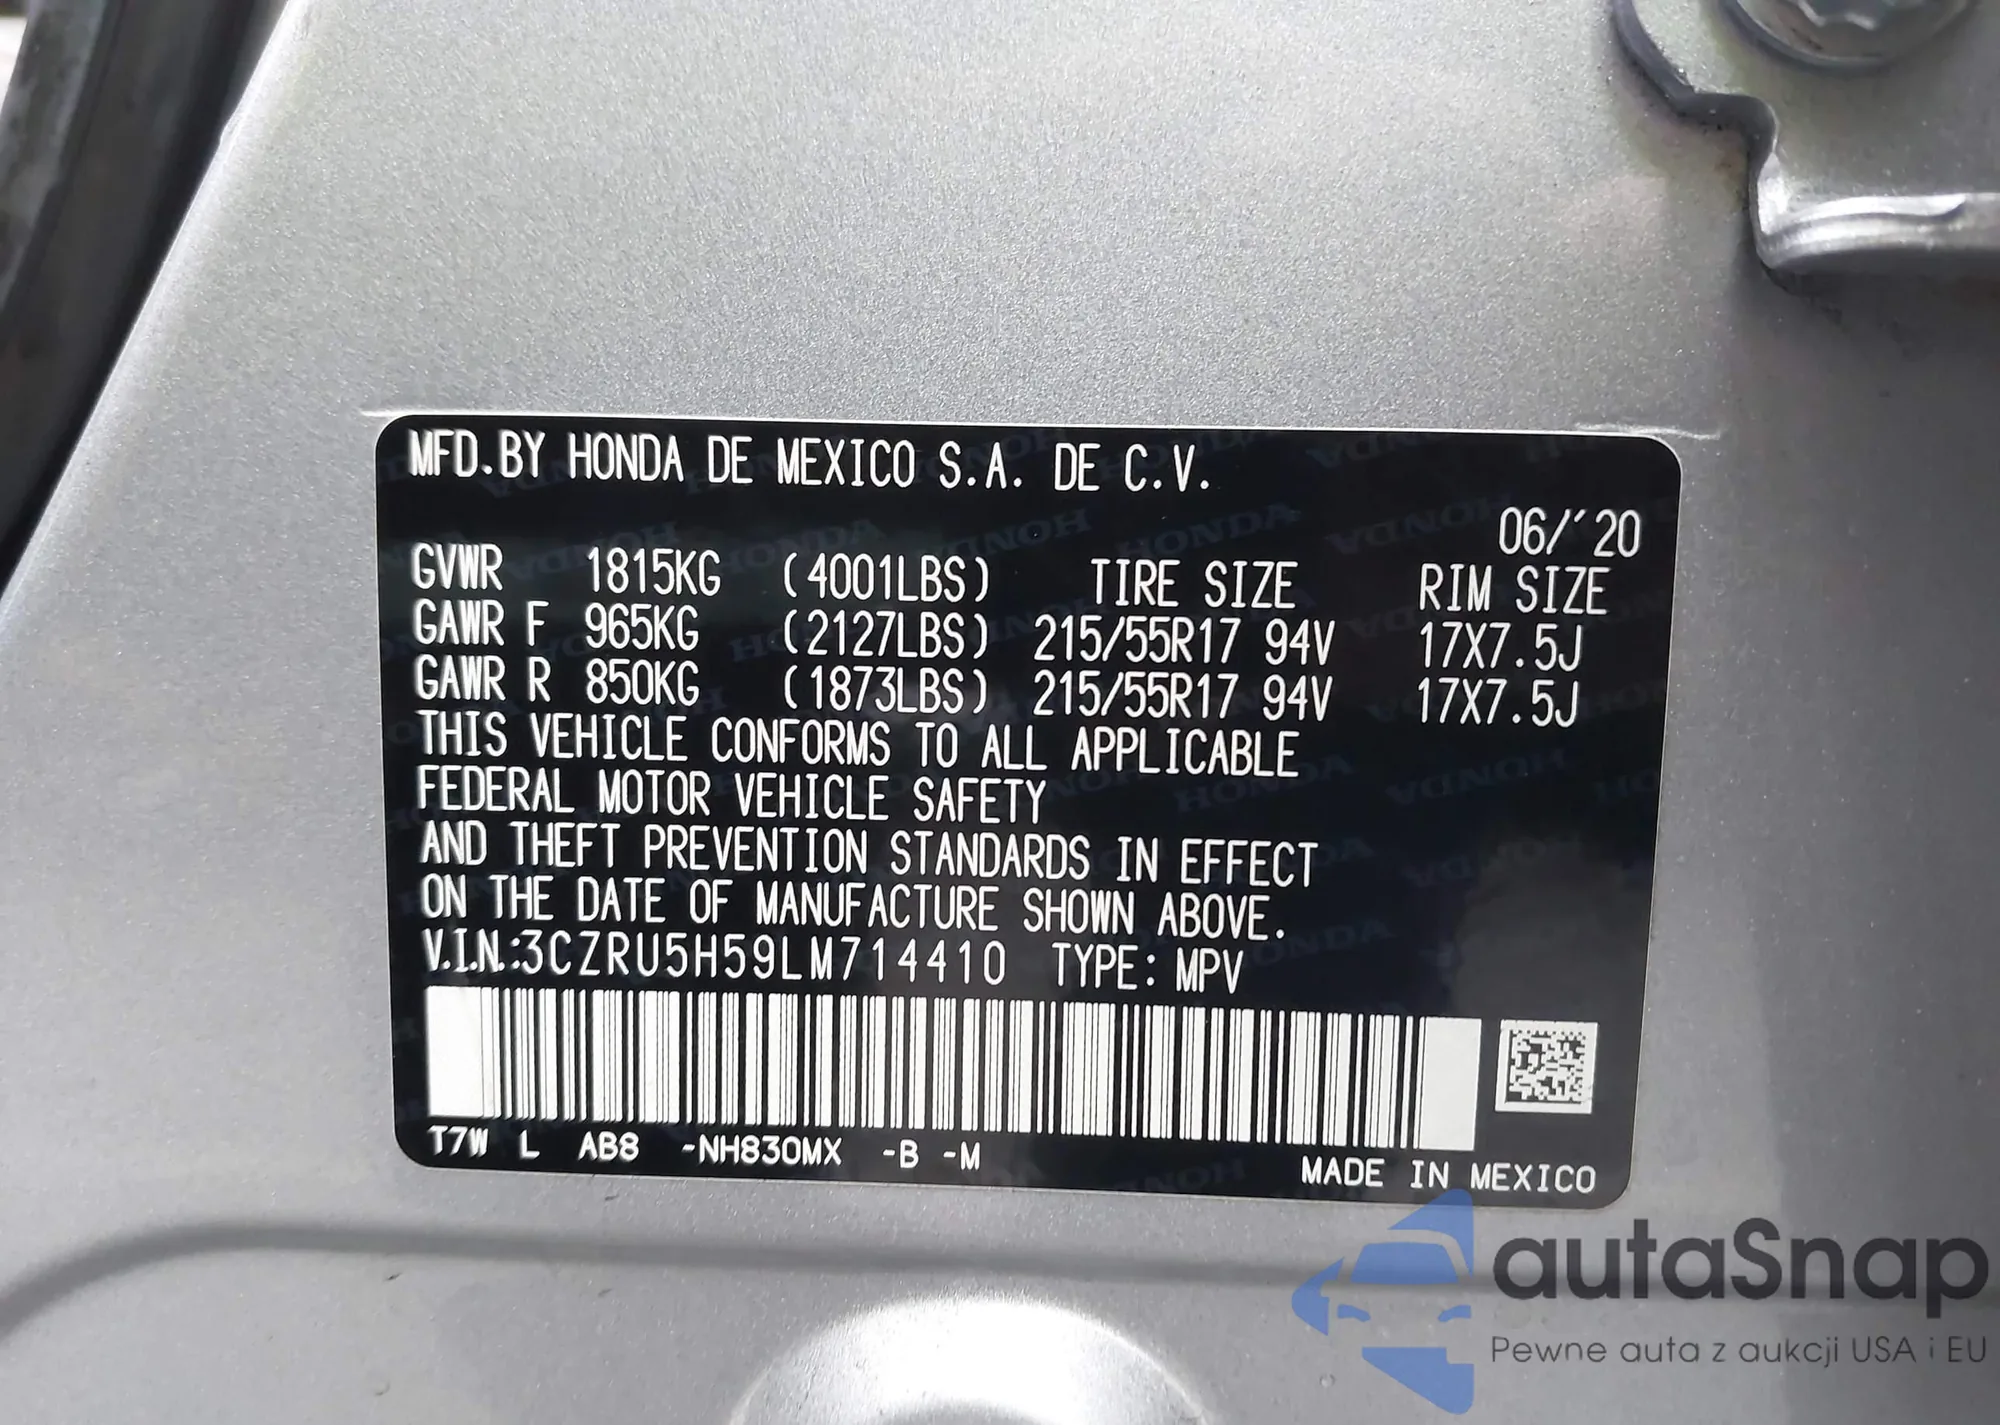 MFD.BY HONDA DE MEXICO S.A. DE C.V.
06/'20
GVWR 1815KG (4001LBS) TIRE SIZE RIM SIZE
GAWR F 965KG (2127LBS) 215/55R17 94V 17X7.5J
GAWR R 850KG (1873LBS) 215/55R17 94V 17X7.5J
THIS VEHICLE CONFORMS TO ALL APPLICABLE
FEDERAL MOTOR VEHICLE SAFETY
AND THEFT PREVENTION STANDARDS IN EFFECT
ON THE DATE OF MANUFACTURE SHOWN ABOVE.
V.I.N.:3CZRU5H59LM714410 TYPE: MPV
T7W L AB8 -NH830MX -B -M
MADE IN MEXICO
autaSnap
Pewne auta z aukcji USA i EU